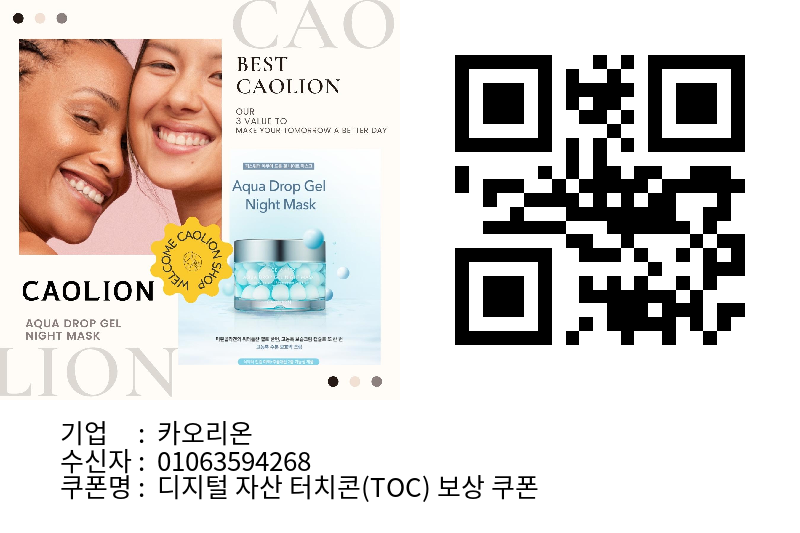 CAO
BEST
CAOLION
OUR
3 VALUE TO
MAKE YOUR TOMORROW A BETTER DAY
Aqua Drop Gel
Night Mask
WELCOME CAOLION SHOP
CAOLION
AQUA DROP GEL
NIGHT MASK
LION
기업 : 카오리온
수신자 : 01063594268
쿠폰명 : 디지털 자산 터치콘(TOC) 보상 쿠폰